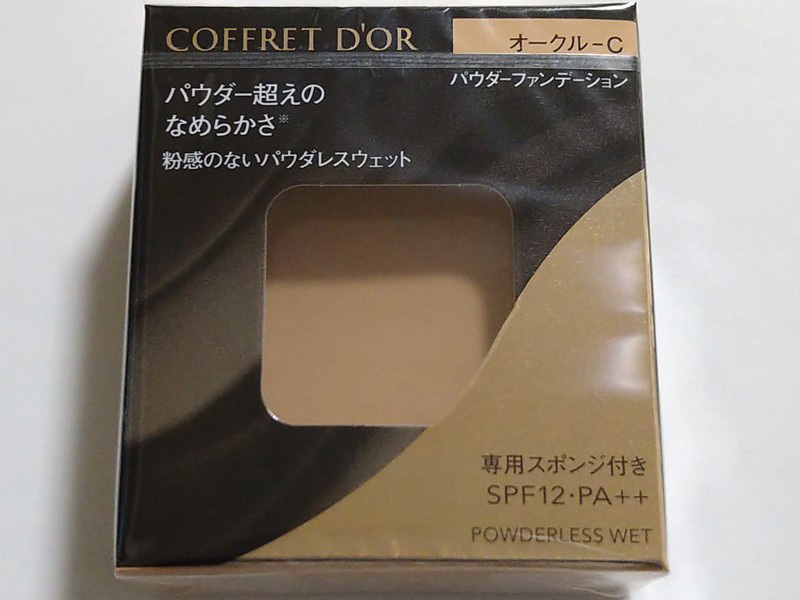 COFFRET D'OR
オークル-C
パウダーファンデーション
パウダー超えの
なめらかさ※
粉感のないパウダレスウェット
専用スポンジ付き
SPF12・PA++
POWDERLESS WET